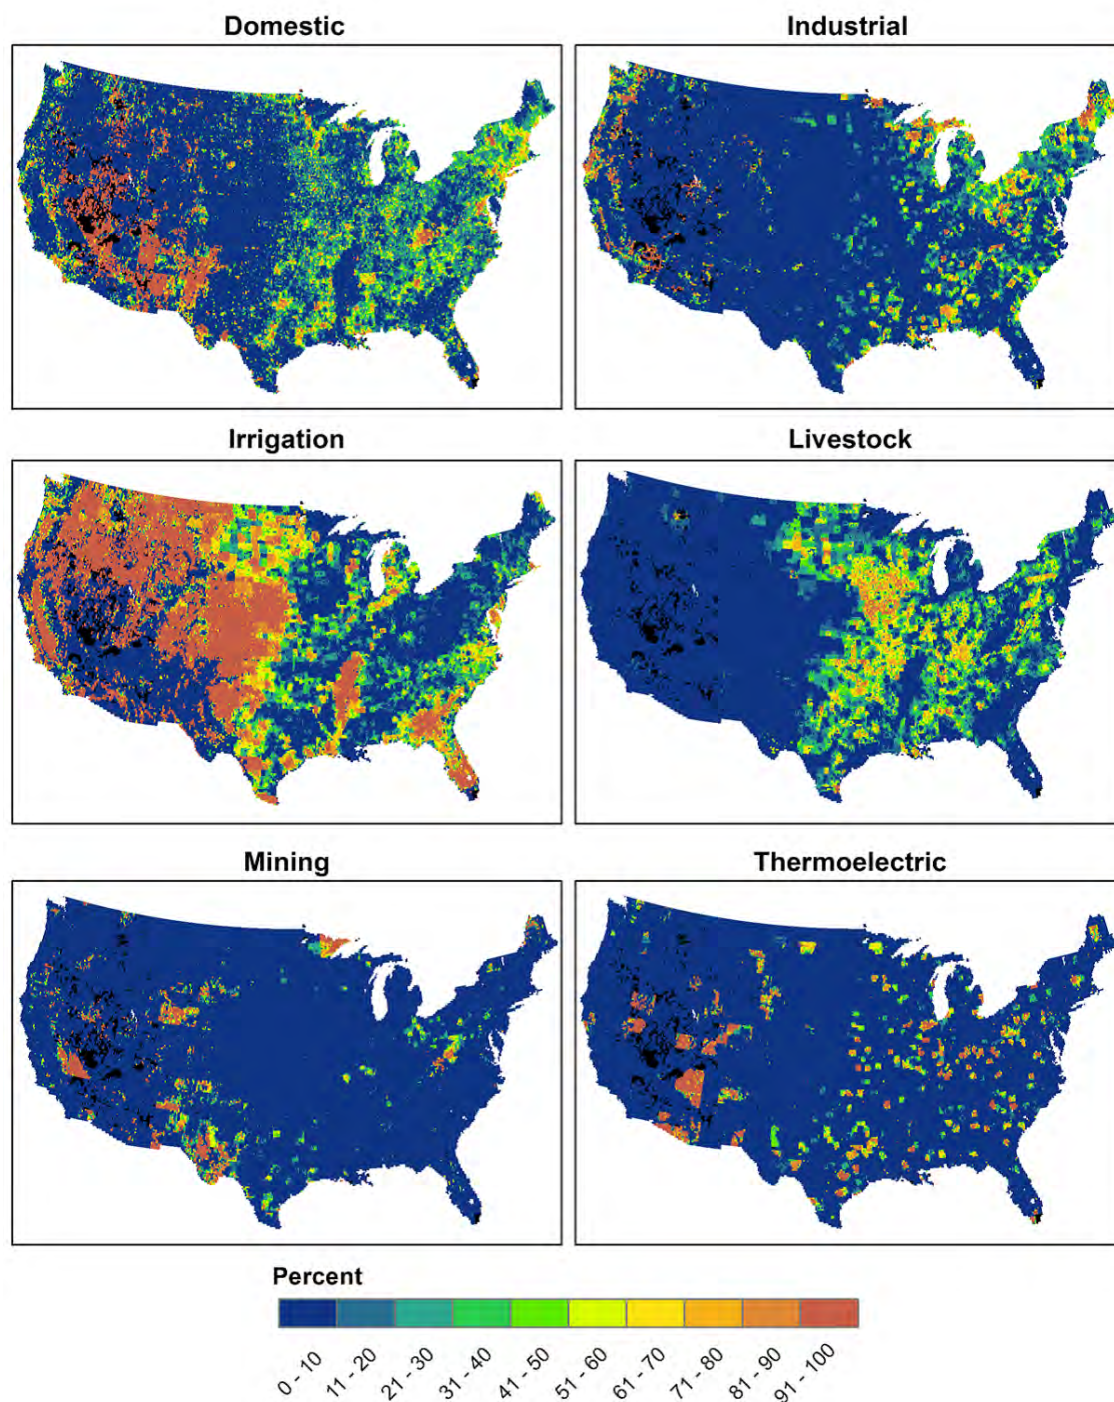 Domestic
Industrial
Irrigation
Livestock
Mining
Thermoelectric
Percent
0 - 10
11 - 20
21 - 30
31 - 40
41 - 50
51 - 60
61 - 70
71 - 80
81 - 90
91 - 100